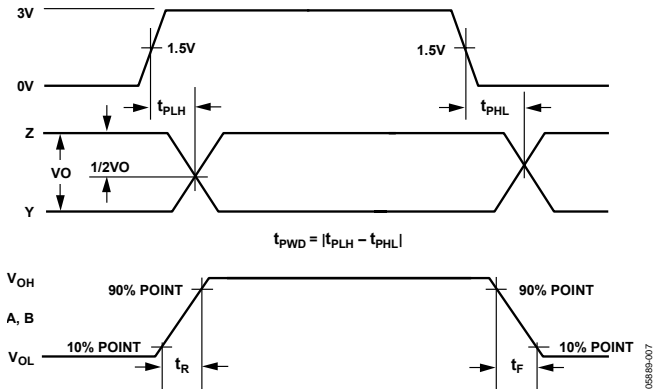 3V
1.5V
1.5V
0V
tPLH
tPHL
Z
VO
1/2VO
Y
tPWD = |tPLH – tPHL|
VOH
90% POINT
90% POINT
A, B
10% POINT
10% POINT
VOL
tR
tF
05889-007